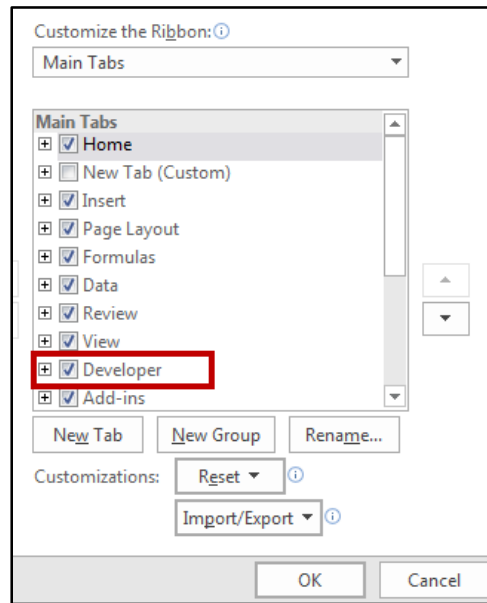 Customize the Ribbon:
Main Tabs
Main Tabs
Home
New Tab (Custom)
Insert
Page Layout
Formulas
Data
Review
View
Developer
Add-ins
New Tab New Group Rename...
Customizations: Reset
Import/Export
OK Cancel